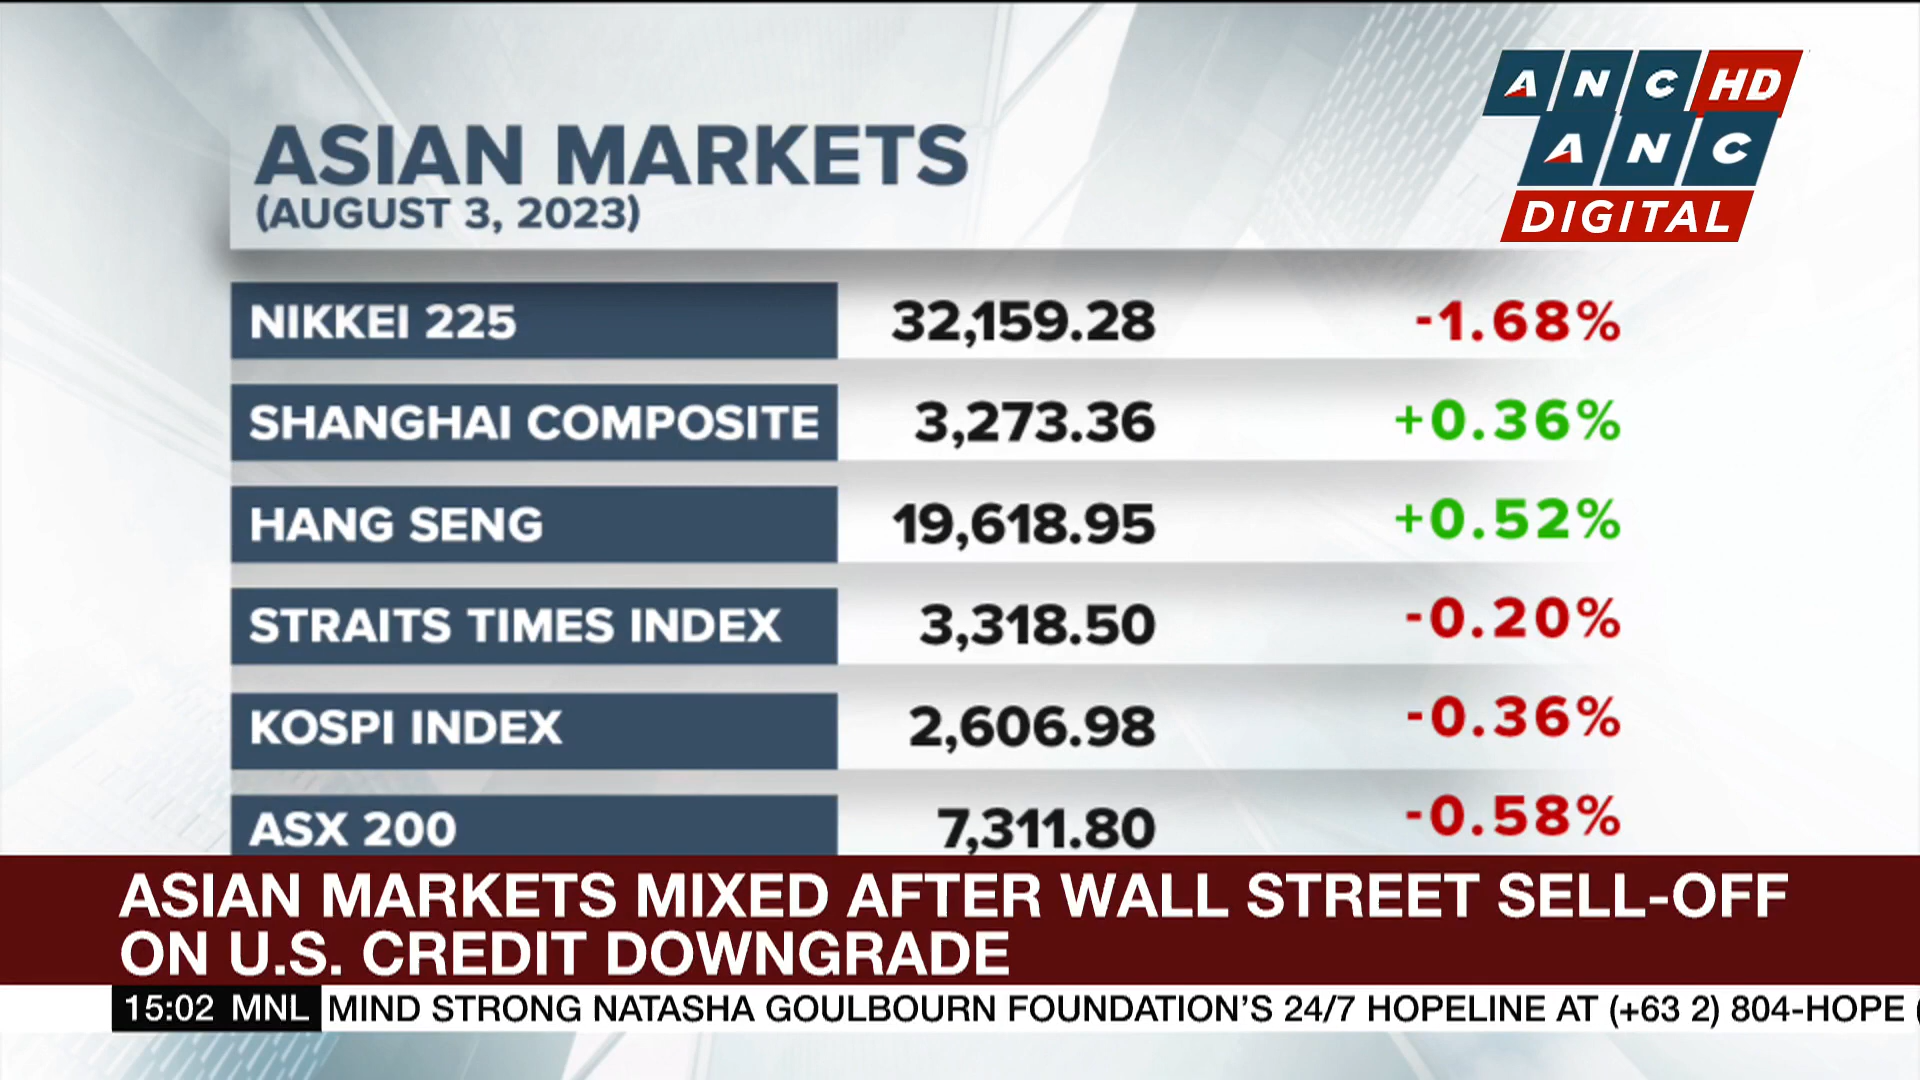 ANC HD
ANC
DIGITAL
ASIAN MARKETS
(AUGUST 3, 2023)
NIKKEI 225 32,159.28 -1.68%
SHANGHAI COMPOSITE 3,273.36 +0.36%
HANG SENG 19,618.95 +0.52%
STRAITS TIMES INDEX 3,318.50 -0.20%
KOSPI INDEX 2,606.98 -0.36%
ASX 200 7,311.80 -0.58%
ASIAN MARKETS MIXED AFTER WALL STREET SELL-OFF
ON U.S. CREDIT DOWNGRADE
15:02 MNL MIND STRONG NATASHA GOULBOURN FOUNDATION'S 24/7 HOPELINE AT (+63 2) 804-HOPE (